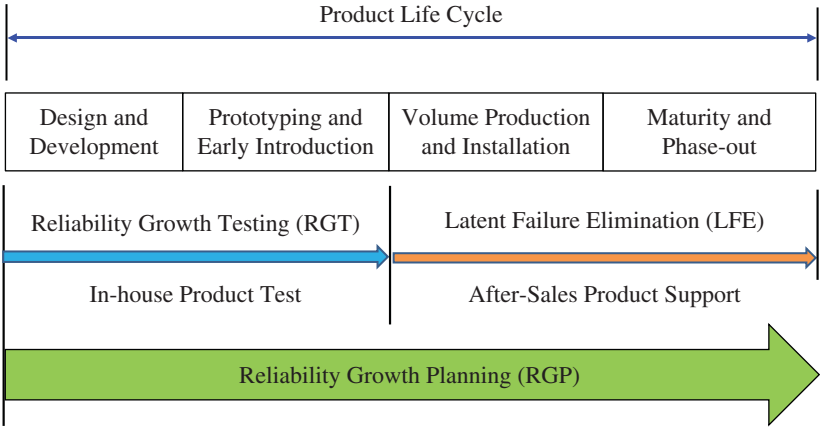 Product Life Cycle
Design and
Development
Prototyping and
Early Introduction
Volume Production
and Installation
Maturity and
Phase-out
Reliability Growth Testing (RGT)
Latent Failure Elimination (LFE)
In-house Product Test
After-Sales Product Support
Reliability Growth Planning (RGP)